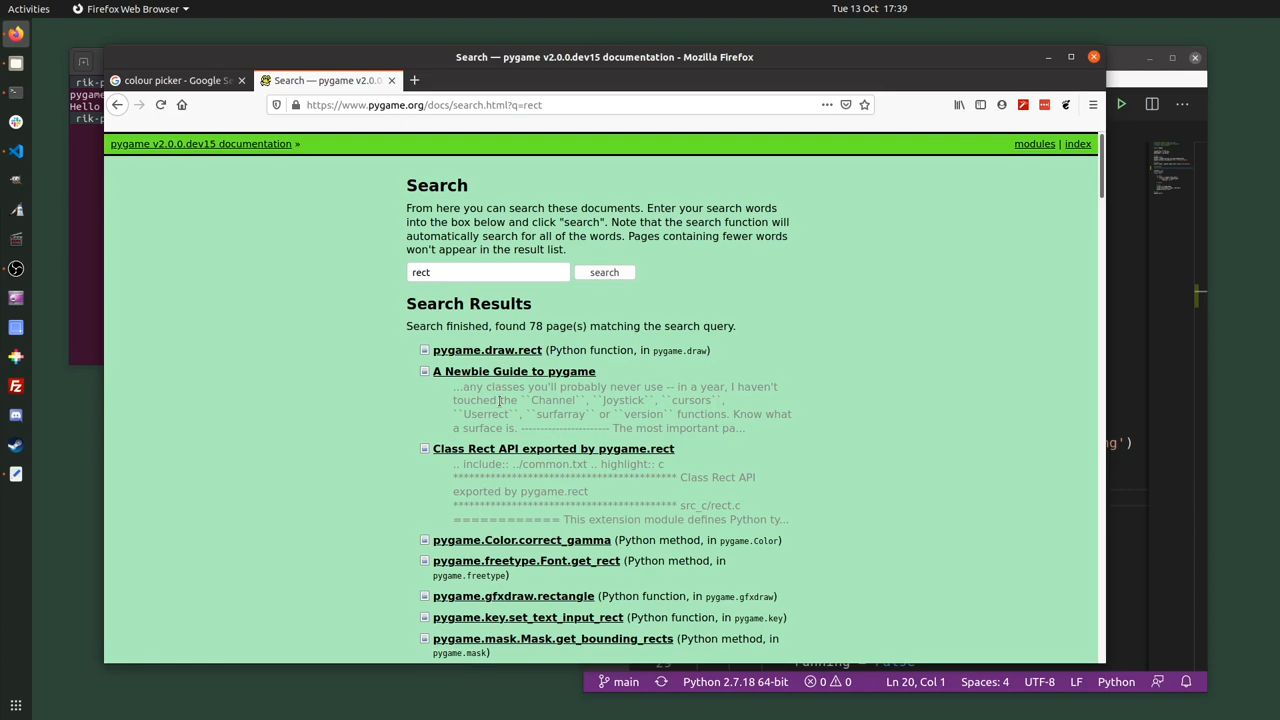 Activities
Firefox Web Browser
Tue 13 Oct 17:39
Search — pygame v2.0.0.dev15 documentation - Mozilla Firefox
colour picker - Google Se
Search — pygame v2.0.
https://www.pygame.org/docs/search.html?q=rect
pygame v2.0.0.dev15 documentation »
modules | index
Search
From here you can search these documents. Enter your search words
into the box below and click "search". Note that the search function will
automatically search for all of the words. Pages containing fewer words
won't appear in the result list.
rect
search
Search Results
Search finished, found 78 page(s) matching the search query.
pygame.draw.rect (Python function, in pygame.draw)
A Newbie Guide to pygame
...any classes you'll probably never use -- in a year, I haven't
touched the ``Channel``, ``Joystick``, ``cursors``,
``Userrect``, ``surfarray`` or ``version`` functions. Know what
a surface is. ----------------------- The most important pa...
Class Rect API exported by pygame.rect
.. include:: ../common.txt .. highlight:: c
****************************************** Class Rect API
exported by pygame.rect
****************************************** src_c/rect.c
============ This extension module defines Python ty...
pygame.Color.correct_gamma (Python method, in pygame.Color)
pygame.freetype.Font.get_rect (Python method, in
pygame.freetype)
pygame.gfxdraw.rectangle (Python function, in pygame.gfxdraw)
pygame.key.set_text_input_rect (Python function, in pygame.key)
pygame.mask.Mask.get_bounding_rects (Python method, in
pygame.mask)
rik-p
pygame
Hello
rik-p
ng')
main
Python 2.7.18 64-bit
0
0
Ln 20, Col 1
Spaces: 4
UTF-8
LF
Python